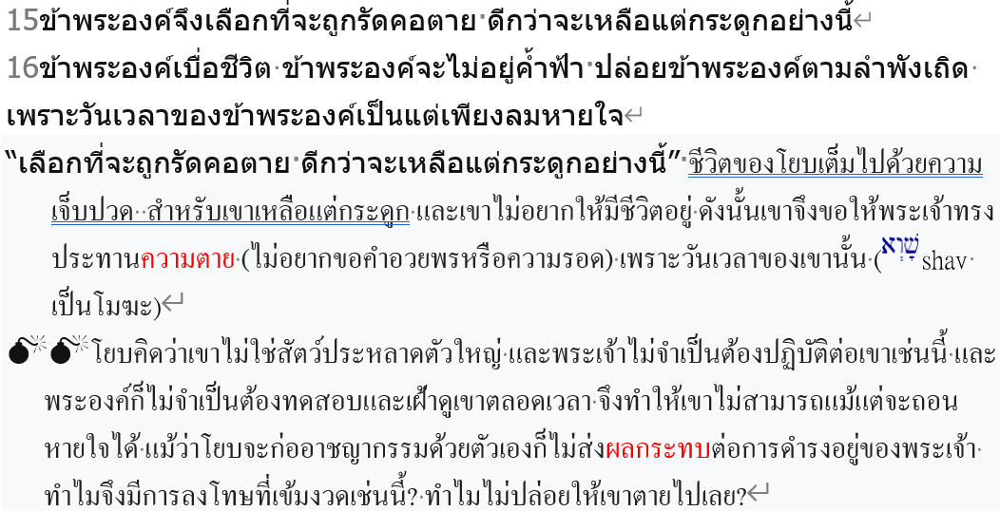 15ข้าพระองค์จึงเลือกที่จะถูกรัดคอตาย ดีกว่าจะเหลือแต่กระดูกอย่างนี้
16ข้าพระองค์เบื่อชีวิต ข้าพระองค์จะไม่อยู่ค้ำฟ้า ปล่อยข้าพระองค์ตามลำพังเถิด
เพราะวันเวลาของข้าพระองค์เป็นแต่เพียงลมหายใจ
“เลือกที่จะถูกรัดคอตาย ดีกว่าจะเหลือแต่กระดูกอย่างนี้” ชีวิตของโยบเต็มไปด้วยความ
เจ็บปวด  สำหรับเขาเหลือแต่กระดูก และเขาไม่อยากให้มีชีวิตอยู่ ดังนั้นเขาจึงขอให้พระเจ้าทรง
ประทานความตาย (ไม่อยากขอคำอวยพรหรือความรอด) เพราะวันเวลาของเขานั้น (שָׁוְא shav
เป็นโมฆะ)
💣💣โยบคิดว่าเขาไม่ใช่สัตว์ประหลาดตัวใหญ่ และพระเจ้าไม่จำเป็นต้องปฏิบัติต่อเขาเช่นนี้ และ
พระองค์ก็ไม่จำเป็นต้องทดสอบและเฝ้าดูเขาตลอดเวลา จึงทำให้เขาไม่สามารถแม้แต่จะถอน
หายใจได้ แม้ว่าโยบจะก่ออาชญากรรมด้วยตัวเองก็ไม่ส่งผลกระทบต่อการดำรงอยู่ของพระเจ้า
ทำไมจึงมีการลงโทษที่เข้มงวดเช่นนี้? ทำไมไม่ปล่อยให้เขาตายไปเลย?